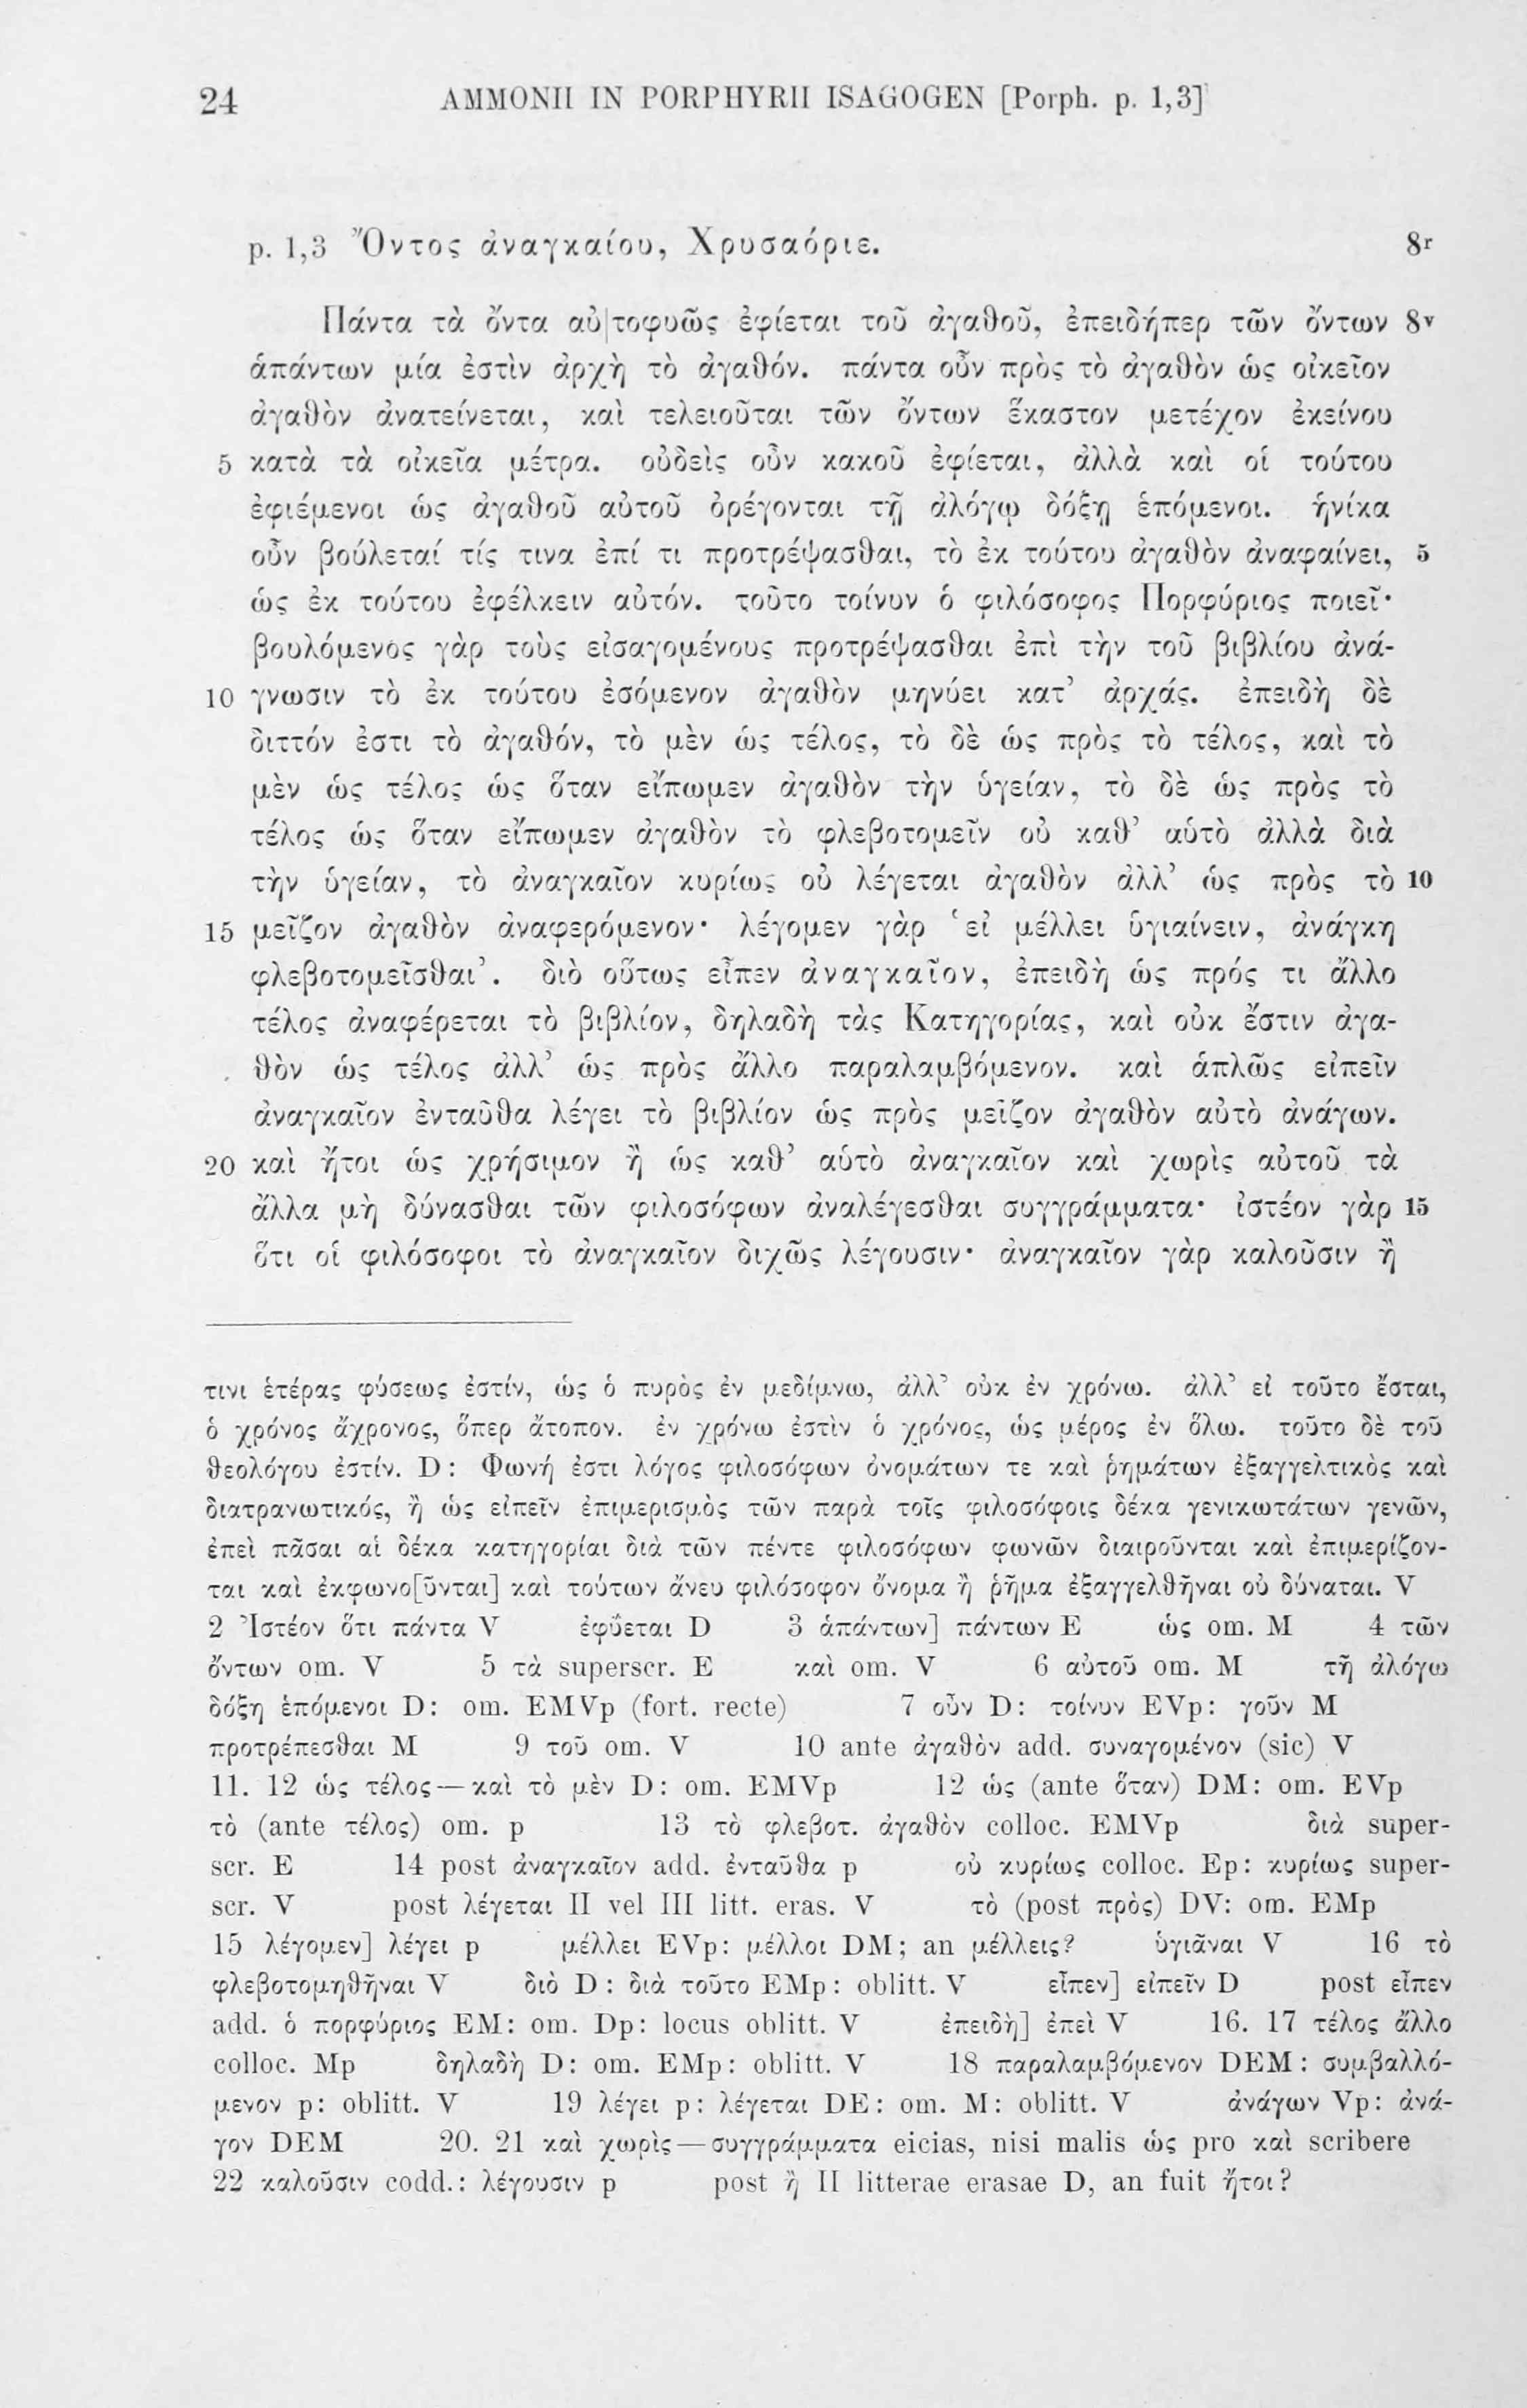 24 AMMONII IN PORPHYRII ISAGOGEN [Porph. p. 1,3]
p. 1,3 Ὄντος ἀναγκαίου, Χρυσαόριε. 8r
Πάντα τὰ ὄντα αὐ|τοφυῶς ἐφίεται τοῦ ἀγαθοῦ, ἐπειδήπερ τῶν ὄντων 8v
ἁπάντων μία ἐστὶν ἀρχὴ τὸ ἀγαθόν. πάντα οὖν πρὸς τὸ ἀγαθὸν ὡς οἰκεῖον
ἀγαθὸν ἀνατείνεται, καὶ τελειοῦται τῶν ὄντων ἕκαστον μετέχον ἐκείνου
5 κατὰ τὰ οἰκεῖα μέτρα. οὐδεὶς οὖν κακοῦ ἐφίεται, ἀλλὰ καὶ οἱ τούτου
ἐφιέμενοι ὡς ἀγαθοῦ αὐτοῦ ὀρέγονται τῇ ἀλόγῳ δόξῃ ἑπόμενοι. ἡνίκα
οὖν βούλεταί τίς τινα ἐπί τι προτρέψασθαι, τὸ ἐκ τούτου ἀγαθὸν ἀναφαίνει, 5
ὡς ἐκ τούτου ἐφέλκειν αὐτόν. τοῦτο τοίνυν ὁ φιλόσοφος Πορφύριος ποιεῖ·
βουλόμενος γὰρ τοὺς εἰσαγομένους προτρέψασθαι ἐπὶ τὴν τοῦ βιβλίου ἀνά-
10 γνωσιν τὸ ἐκ τούτου ἐσόμενον ἀγαθὸν μηνύει κατ’ ἀρχάς. ἐπειδὴ δὲ
διττόν ἐστι τὸ ἀγαθόν, τὸ μὲν ὡς τέλος, τὸ δὲ ὡς πρὸς τὸ τέλος, καὶ τὸ
μὲν ὡς τέλος ὡς ὅταν εἴπωμεν ἀγαθὸν τὴν ὑγείαν, τὸ δὲ ὡς πρὸς τὸ
τέλος ὡς ὅταν εἴπωμεν ἀγαθὸν τὸ φλεβοτομεῖν οὐ καθ’ αὑτὸ ἀλλὰ διὰ
τὴν ὑγείαν, τὸ ἀναγκαῖον κυρίως οὐ λέγεται ἀγαθὸν ἀλλ’ ὡς πρὸς τὸ 10
15 μεῖζον ἀγαθὸν ἀναφερόμενον· λέγομεν γὰρ ‘εἰ μέλλει ὑγιαίνειν, ἀνάγκη
φλεβοτομεῖσθαι’. διὸ οὕτως εἶπεν ἀναγκαῖον, ἐπειδὴ ὡς πρός τι ἄλλο
τέλος ἀναφέρεται τὸ βιβλίον, δηλαδὴ τὰς Κατηγορίας, καὶ οὐκ ἔστιν ἀγα-
θὸν ὡς τέλος ἀλλ’ ὡς πρὸς ἄλλο παραλαμβόμενον. καὶ ἁπλῶς εἰπεῖν
ἀναγκαῖον ἐνταῦθα λέγει τὸ βιβλίον ὡς πρὸς μεῖζον ἀγαθὸν αὐτὸ ἀνάγων.
20 καὶ ἤτοι ὡς χρήσιμον ἢ ὡς καθ’ αὑτὸ ἀναγκαῖον καὶ χωρὶς αὐτοῦ τὰ
ἄλλα μὴ δύνασθαι τῶν φιλοσόφων ἀναλέγεσθαι συγγράμματα· ἰστέον γὰρ 15
ὅτι οἱ φιλόσοφοι τὸ ἀναγκαῖον διχῶς λέγουσιν· ἀναγκαῖον γὰρ καλοῦσιν ἢ
τινι ἑτέρας φύσεως ἐστίν, ὡς ὁ πυρὸς ἐν μεδίμνω, ἀλλ’ οὐκ ἐν χρόνω. ἀλλ’ εἰ τοῦτο ἔσται,
ὁ χρόνος ἄχρονος, ὅπερ ἄτοπον. ἐν χρόνω ἐστὶν ὁ χρόνος, ὡς μέρος ἐν ὅλω. τοῦτο δὲ τοῦ
θεολόγου ἐστίν. D: Φωνή ἐστι λόγος φιλοσόφων ὀνομάτων τε καὶ ῥημάτων ἐξαγγελτικὸς καὶ
διατρανωτικός, ἢ ὡς εἰπεῖν ἐπιμερισμὸς τῶν παρὰ τοῖς φιλοσόφοις δέκα γενικωτάτων γενῶν,
ἐπεὶ πᾶσαι αἱ δέκα κατηγορίαι διὰ τῶν πέντε φιλοσόφων φωνῶν διαιροῦνται καὶ ἐπιμερίζον-
ται καὶ ἐκφωνο[ῦνται] καὶ τούτων ἄνευ φιλόσοφον ὄνομα ἢ ῥῆμα ἐξαγγελθῆναι οὐ δύναται. V
2 Ἰστέον ὅτι πάντα V ἐφΰεται D 3 ἁπάντων] πάντων E ὡς om. M 4 τῶν
ὄντων om. V 5 τὰ superscr. E καὶ om. V 6 αὐτοῦ om. M τῆ ἀλόγω
δόξη ἑπόμενοι D: om. EMVp (fort. recte) 7 οὖν D: τοίνυν EVp: γοῦν M
προτρέπεσθαι M 9 τοῦ om. V 10 ante ἀγαθὸν add. συναγομένον (sic) V
11. 12 ὡς τέλος — καὶ τὸ μὲν D: om. EMVp 12 ὡς (ante ὅταν) DM: om. EVp
τὸ (ante τέλος) om. p 13 τὸ φλεβοτ. ἀγαθὸν colloc. EMVp διὰ super-
scr. E 14 post ἀναγκαῖον add. ἐνταῦθα p οὐ κυρίως colloc. Ep: κυρίως super-
scr. V post λέγεται II vel III litt. eras. V τὸ (post πρὸς) DV: om. EMp
15 λέγομεν] λέγει p μέλλει EVp: μέλλοι DM; an μέλλεις? ὑγιᾶναι V 16 τὸ
φλεβοτομηθῆναι V διὸ D: διὰ τοῦτο EMp: oblitt. V εἶπεν] εἰπεῖν D post εἶπεν
add. ὁ πορφύριος EM: om. Dp: locus oblitt. V ἐπειδὴ] ἐπεὶ V 16. 17 τέλος ἄλλο
colloc. Mp δηλαδὴ D: om. EMp: oblitt. V 18 παραλαμβόμενον DEM: συμβαλλό-
μενον p: oblitt. V 19 λέγει p: λέγεται DE: om. M: oblitt. V ἀνάγων Vp: ἀνά-
γον DEM 20. 21 καὶ χωρὶς — συγγράμματα eicias, nisi malis ὡς pro καὶ scribere
22 καλοῦσιν codd.: λέγουσιν p post ἢ II litterae erasae D, an fuit ἤτοι?